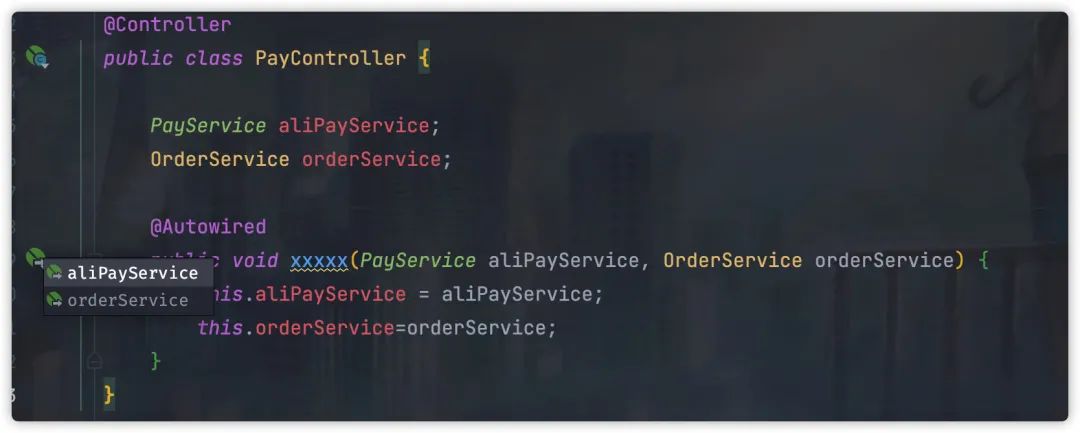 @Controller
public class PayController {
PayService aliPayService;
OrderService orderService;
@Autowired
void xxxxx(PayService aliPayService, OrderService orderService) {
aliPayService
this.aliPayService = aliPayService;
orderService
this.orderService=orderService;
}
}